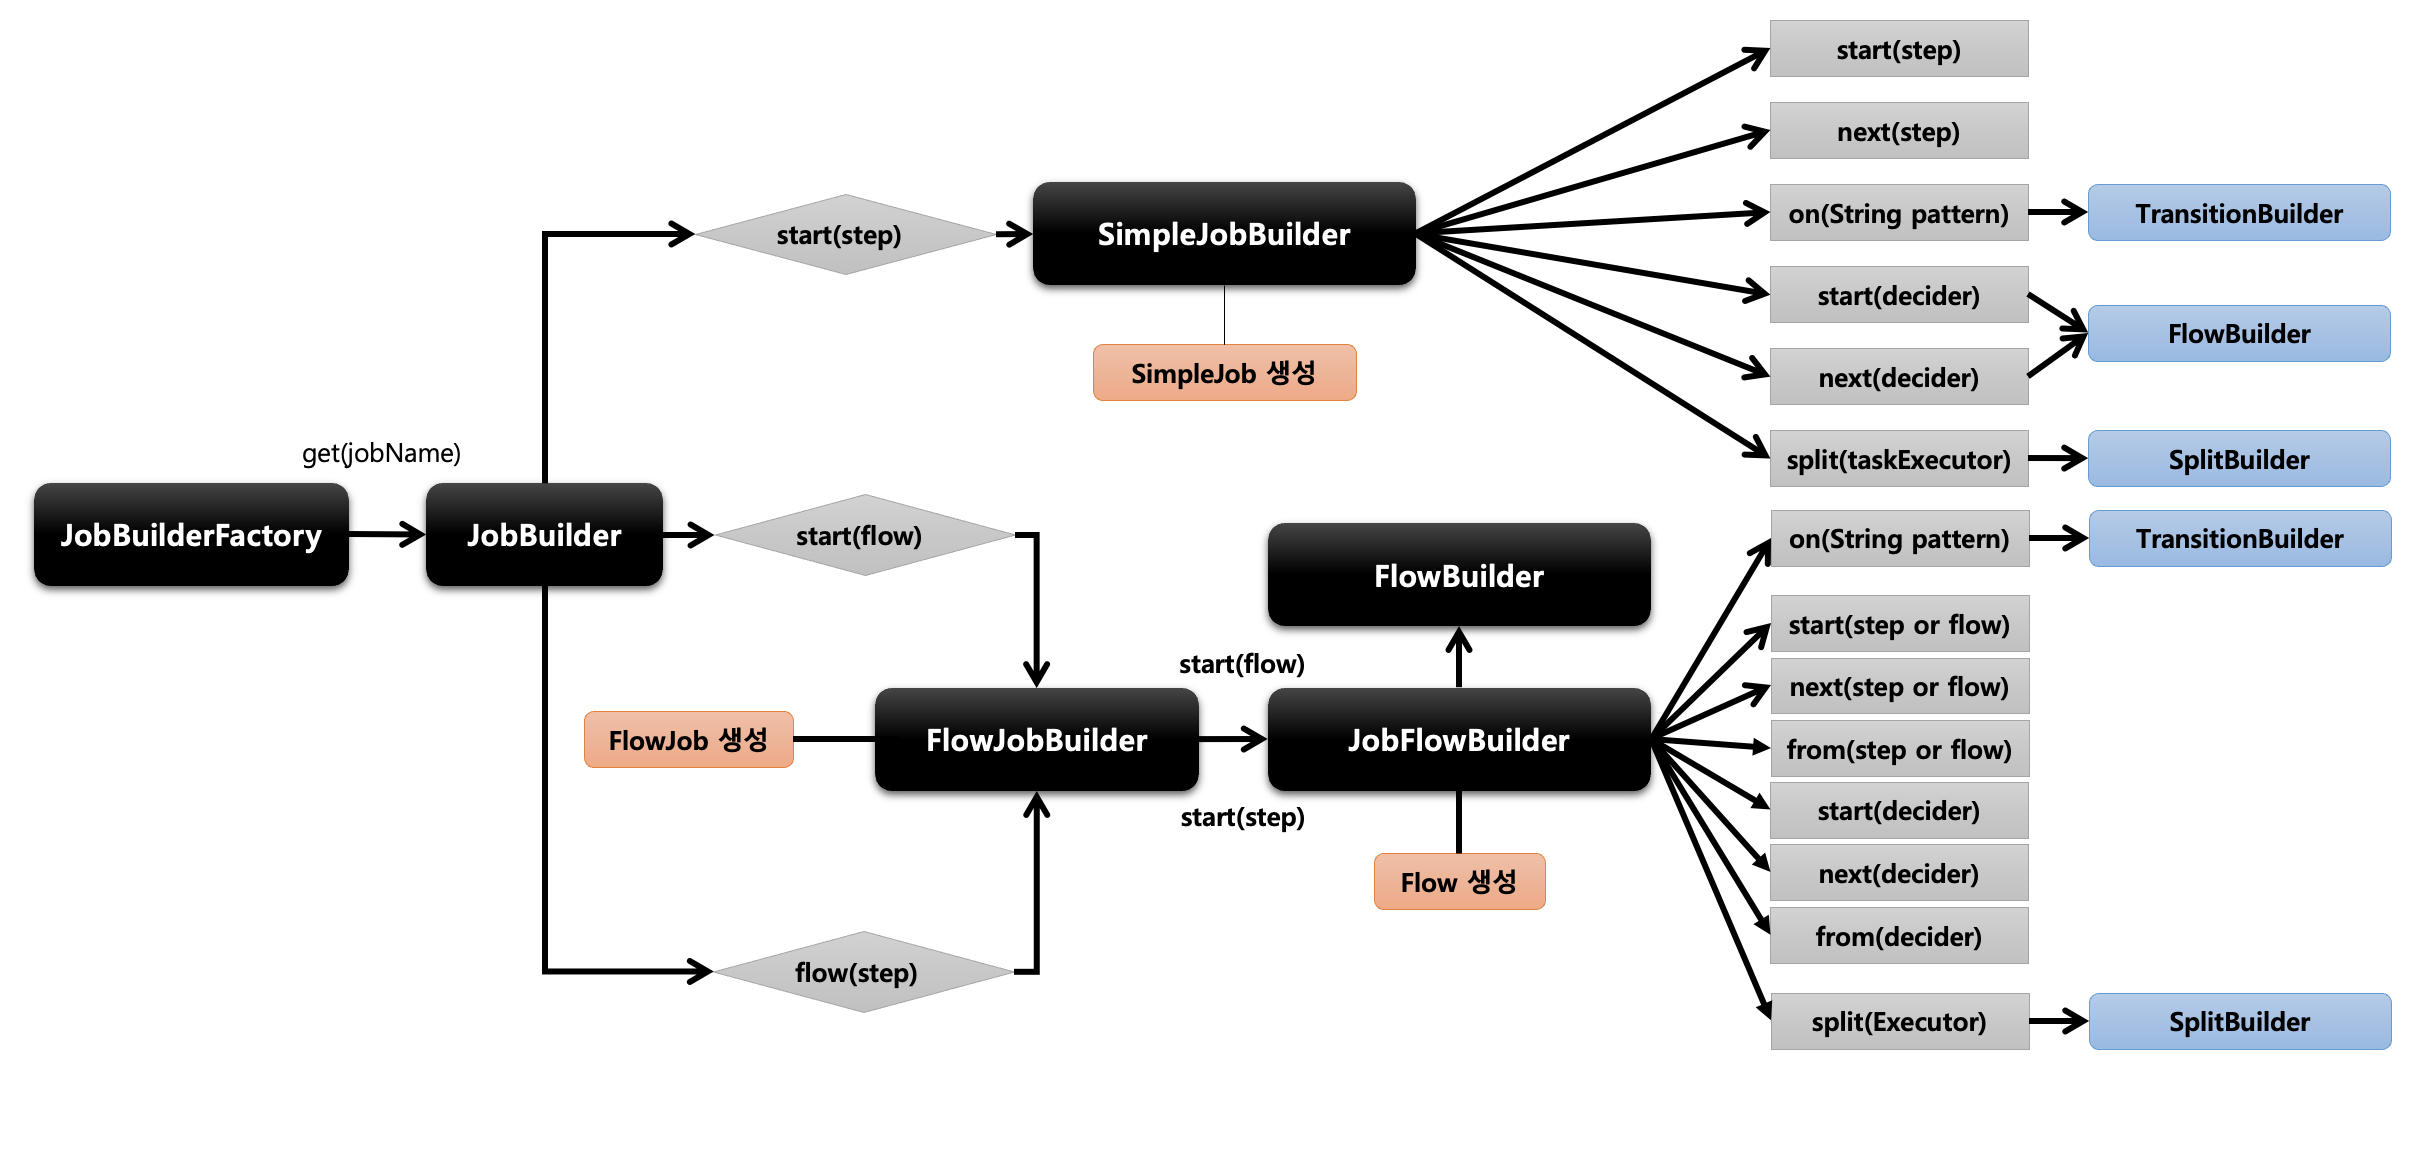 start(step)
next(step)
on(String pattern)
TransitionBuilder
start(step)
SimpleJobBuilder
start(decider)
FlowBuilder
SimpleJob 생성
next(decider)
get(jobName)
split(taskExecutor)
SplitBuilder
JobBuilderFactory
JobBuilder
start(flow)
on(String pattern)
TransitionBuilder
FlowBuilder
start(step or flow)
start(flow)
next(step or flow)
FlowJob 생성
FlowJobBuilder
JobFlowBuilder
from(step or flow)
start(step)
start(decider)
Flow 생성
next(decider)
from(decider)
flow(step)
split(Executor)
SplitBuilder